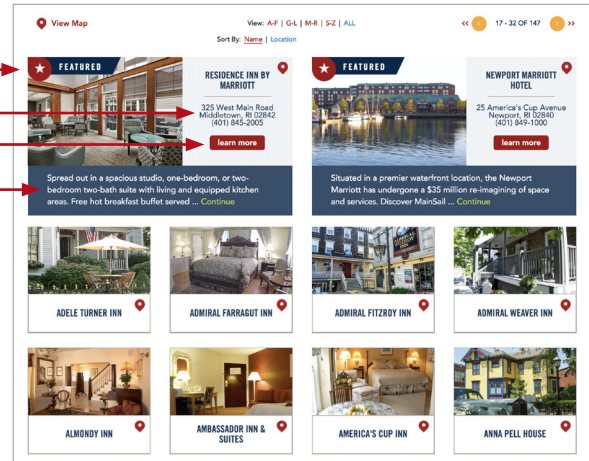 View Map
View: A-F | G-L | M-R | S-Z | ALL
<< < 17 - 32 OF 147 > >>
Sort By: Name | Location
FEATURED
RESIDENCE INN BY
MARRIOTT
325 West Main Road
Middletown, RI 02842
(401) 845-2005
learn more
Spread out in a spacious studio, one-bedroom, or two-
bedroom two-bath suite with living and equipped kitchen
areas. Free hot breakfast buffet served ... Continue
FEATURED
NEWPORT MARRIOTT
HOTEL
25 America's Cup Avenue
Newport, RI 02840
(401) 849-1000
learn more
Situated in a premier waterfront location, the Newport
Marriott has undergone a $35 million re-imagining of space
and services. Discover MainSail ... Continue
ADELE TURNER INN
ADMIRAL FARRAGUT INN
ADMIRAL FITZROY INN
ADMIRAL WEAVER INN
ALMONDY INN
AMBASSADOR INN &
SUITES
AMERICA'S CUP INN
ANNA PELL HOUSE